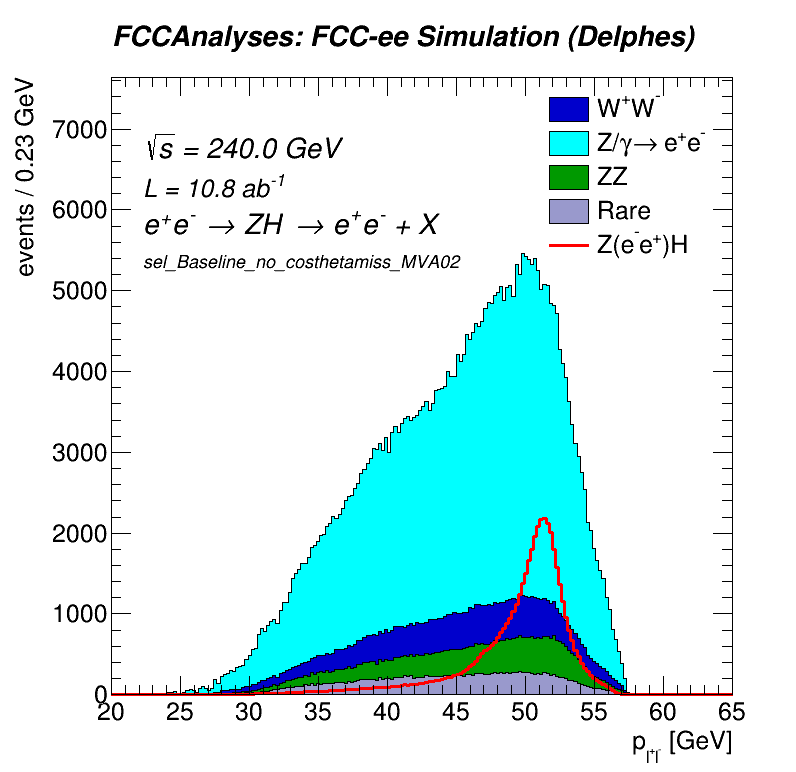 FCCAnalyses: FCC-ee Simulation (Delphes)
events / 0.23 GeV
√s = 240.0 GeV
L = 10.8 ab⁻¹
e⁺e⁻ → ZH → e⁺e⁻ + X
sel_Baseline_no_costhetamiss_MVA02
W⁺W⁻
Z/γ→ e⁺e⁻
ZZ
Rare
Z(e⁻e⁺)H
7000
6000
5000
4000
3000
2000
1000
0
20 25 30 35 40 45 50 55 60 65
p_l⁺l⁻ [GeV]